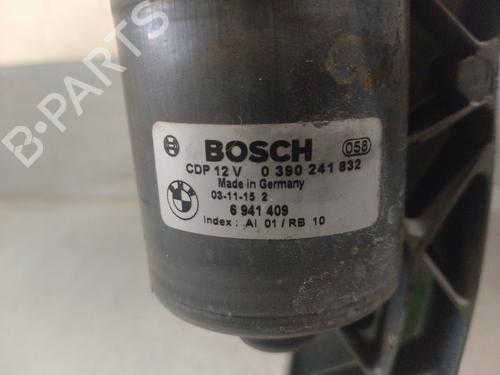 B-PARTS
BOSCH 058
CDP 12 V 0 390 241 832
Made in Germany
03-11-15 2
6 941 409
Index : AI 01 / RB 10